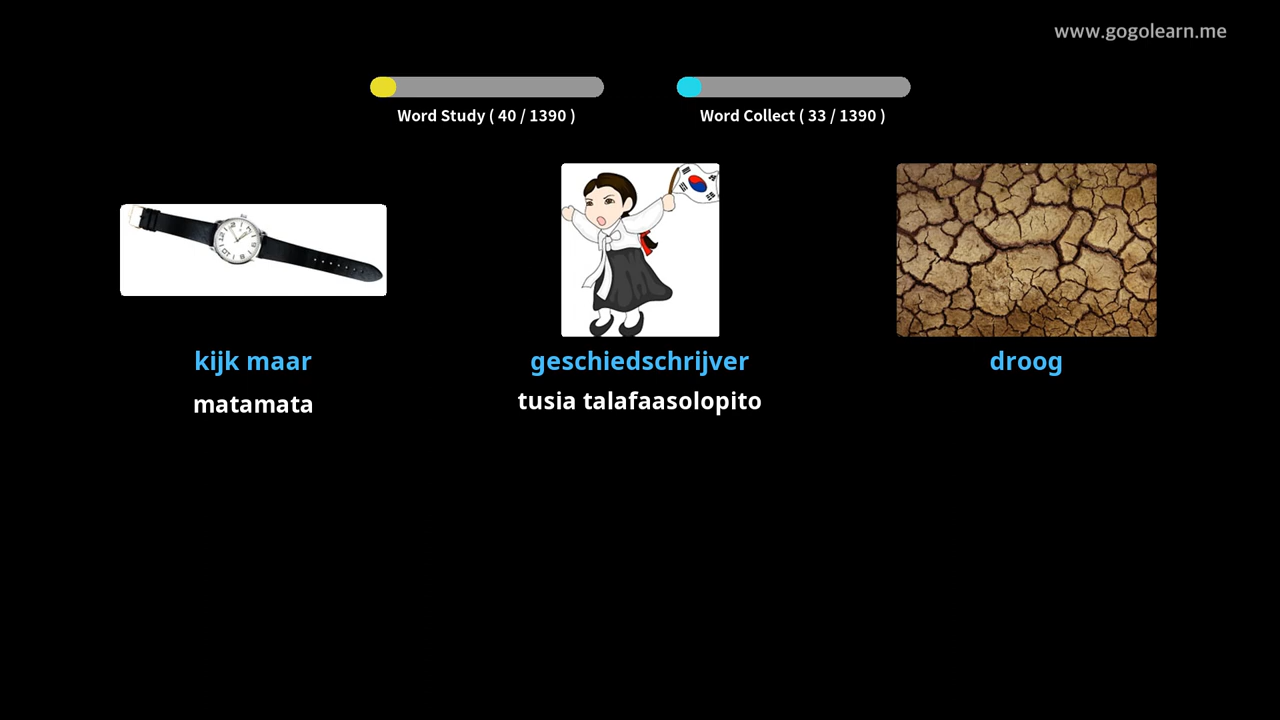 www.gogolearn.me
Word Study ( 40 / 1390 )
Word Collect ( 33 / 1390 )
kijk maar
geschiedschrijver
droog
matamata
tusia talafaasolopito